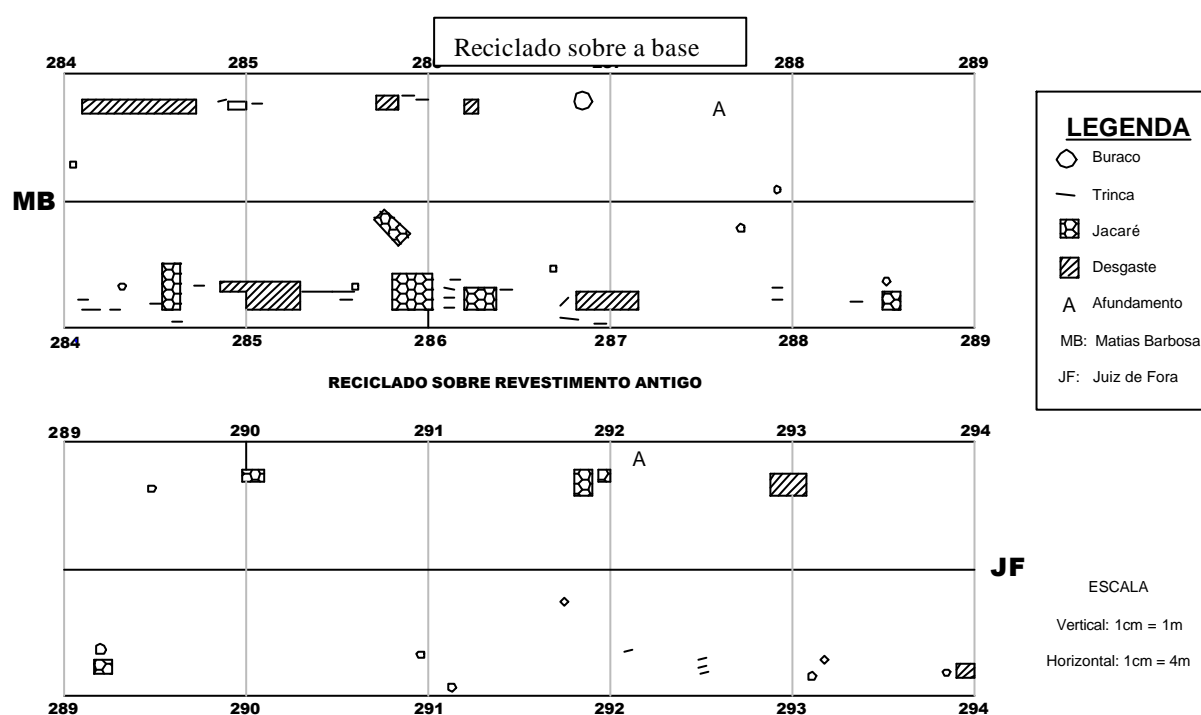 Reciclado sobre a base
284 285 286 287 288 289
A
MB
284 285 286 287 288 289
RECICLADO SOBRE REVESTIMENTO ANTIGO
289 290 291 292 293 294
A
JF
289 290 291 292 293 294
LEGENDA
Buraco
Trinca
Jacaré
Desgaste
A Afundamento
MB: Matias Barbosa
JF: Juiz de Fora
ESCALA
Vertical: 1cm = 1m
Horizontal: 1cm = 4m